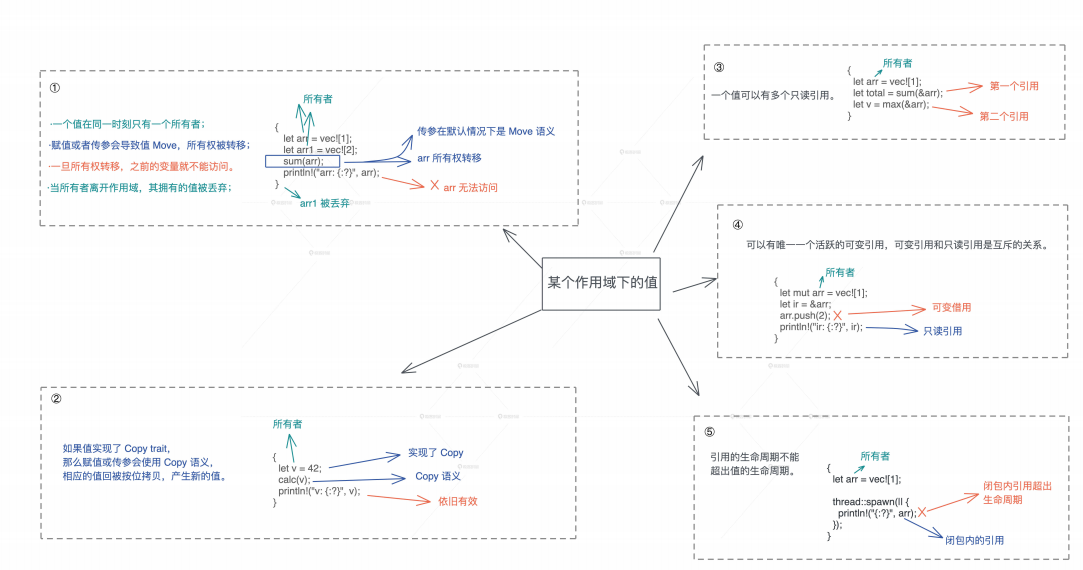 ①
所有者
·一个值在同一时刻只有一个所有者；
·赋值或者传参会导致值 Move，所有权被转移；
·一旦所有权转移，之前的变量就不能访问。
·当所有者离开作用域，其拥有的值被丢弃；
{
let arr = vec![1];
let arr1 = vec![2];
sum(arr);
println!("arr: {:?}", arr);
}
传参在默认情况下是 Move 语义
arr 所有权转移
arr 无法访问
arr1 被丢弃
③
一个值可以有多个只读引用。
所有者
{
let arr = vec![1];
let total = sum(&arr);
let v = max(&arr);
}
第一个引用
第二个引用
某个作用域下的值
④
可以有唯一一个活跃的可变引用，可变引用和只读引用是互斥的关系。
所有者
{
let mut arr = vec![1];
let ir = &arr;
arr.push(2);
println!("ir: {:?}", ir);
}
可变借用
只读引用
②
如果值实现了 Copy trait，
那么赋值或传参会使用 Copy 语义，
相应的值回被按位拷贝，产生新的值。
所有者
{
let v = 42;
calc(v);
println!("v: {:?}", v);
}
实现了 Copy
Copy 语义
依旧有效
⑤
引用的生命周期不能
超出值的生命周期。
所有者
{
let arr = vec![1];
thread::spawn(|| {
println!("{:?}", arr);
});
}
闭包内引用超出
生命周期
闭包内的引用